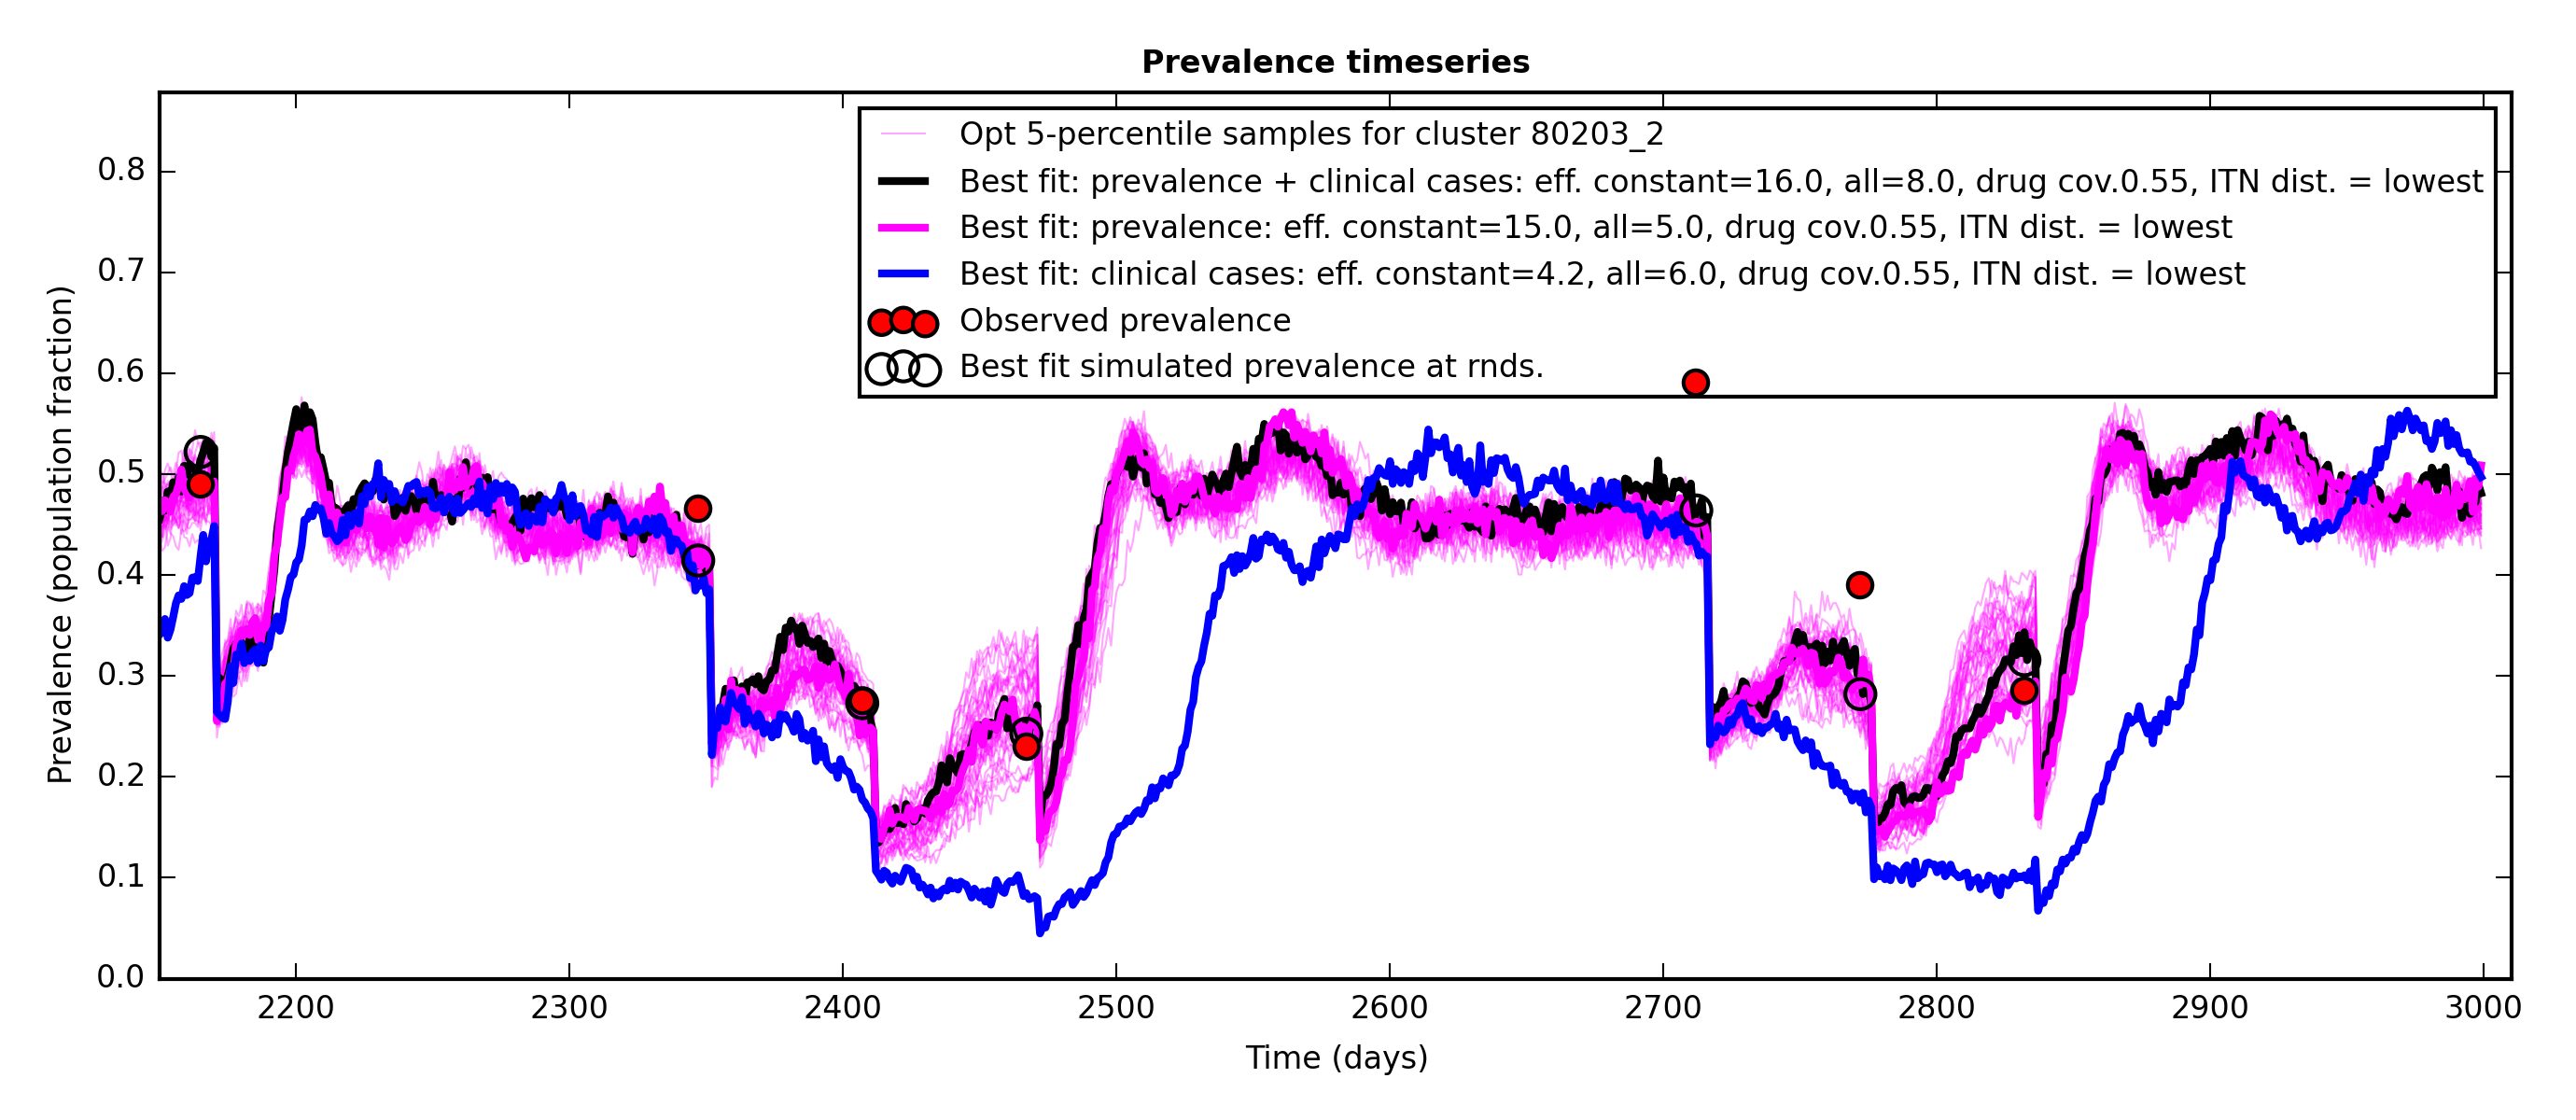 Prevalence timeseries
Opt 5-percentile samples for cluster 80203_2
Best fit: prevalence + clinical cases: eff. constant=16.0, all=8.0, drug cov.0.55, ITN dist. = lowest
Best fit: prevalence: eff. constant=15.0, all=5.0, drug cov.0.55, ITN dist. = lowest
Best fit: clinical cases: eff. constant=4.2, all=6.0, drug cov.0.55, ITN dist. = lowest
Observed prevalence
Best fit simulated prevalence at rnds.
Prevalence (population fraction)
0.8
0.7
0.6
0.5
0.4
0.3
0.2
0.1
0.0
2200 2300 2400 2500 2600 2700 2800 2900 3000
Time (days)